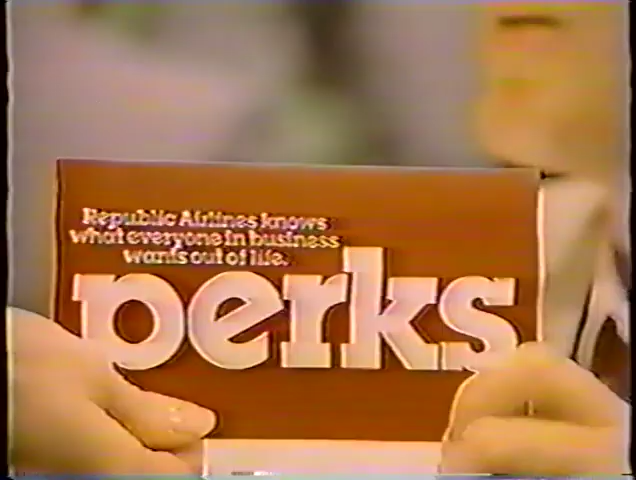 Republic Airlines knows
what everyone in business
wants out of life.
perks